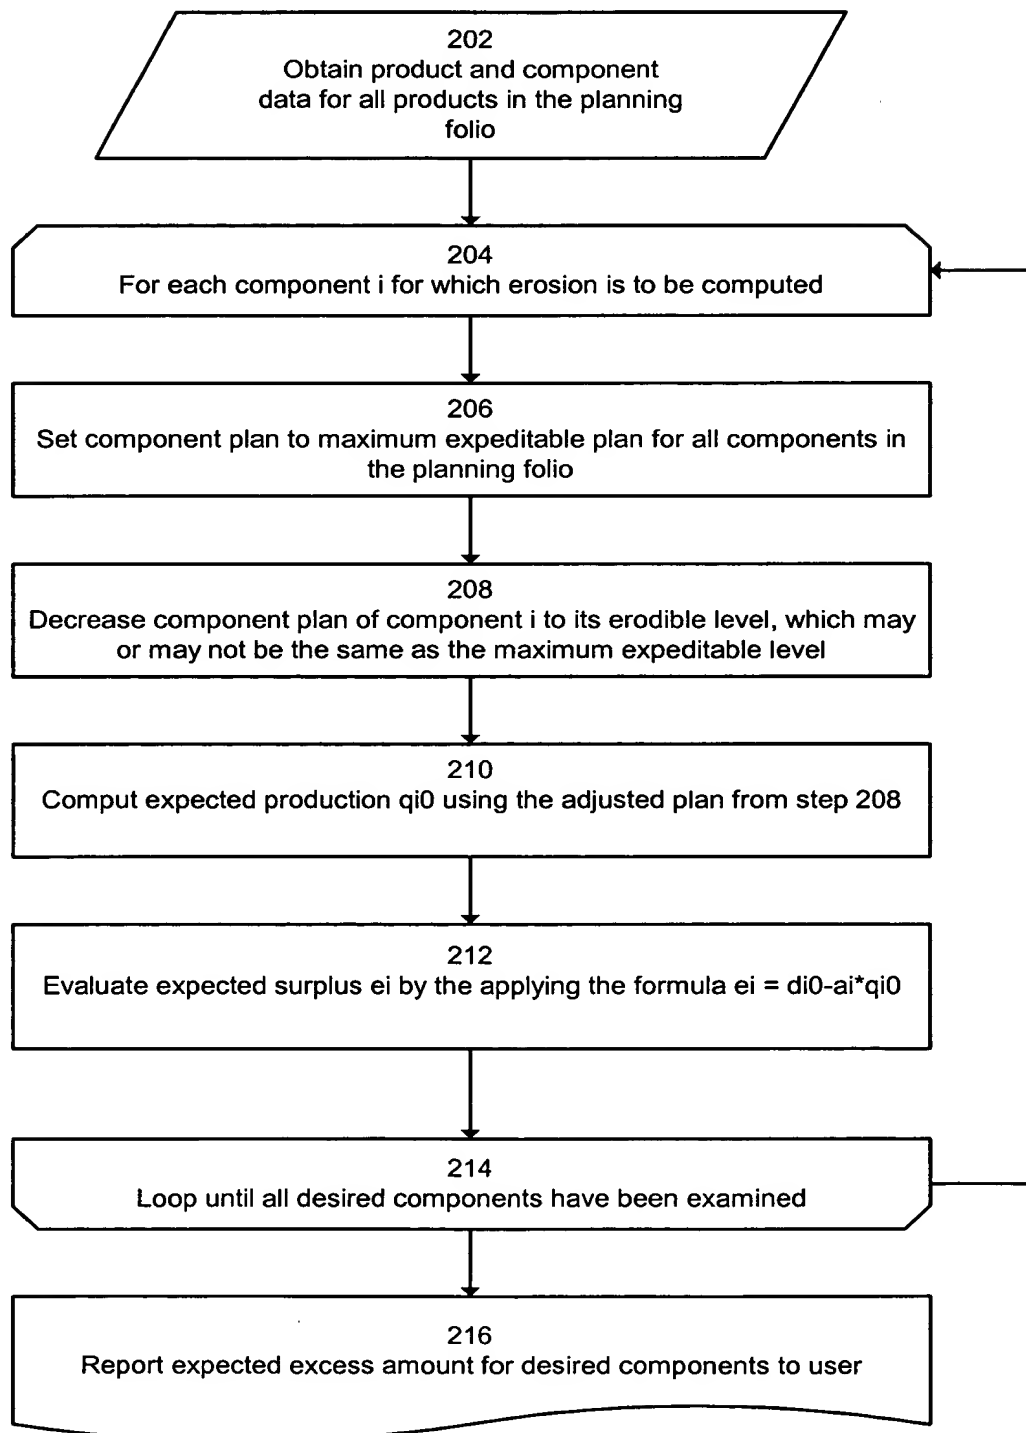 202
Obtain product and component
data for all products in the planning
folio
204
For each component i for which erosion is to be computed
206
Set component plan to maximum expeditable plan for all components in
the planning folio
208
Decrease component plan of component i to its erodible level, which may
or may not be the same as the maximum expeditable level
210
Comput expected production qi0 using the adjusted plan from step 208
212
Evaluate expected surplus ei by the applying the formula ei = di0-ai*qi0
214
Loop until all desired components have been examined
216
Report expected excess amount for desired components to user